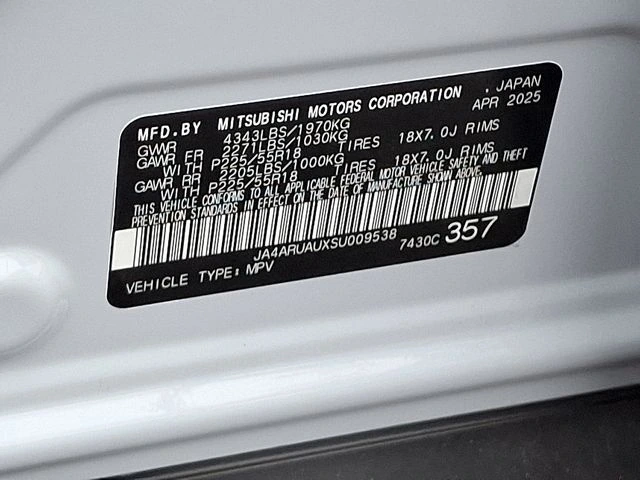 MFD.BY MITSUBISHI MOTORS CORPORATION , JAPAN
GVWR 4343LBS/1970KG APR 2025
GAWR FR 2271LBS/1030KG
WITH P225/55R18 TIRES 18X7.0J RIMS
GAWR RR 2205LBS/1000KG
WITH P225/55R18 TIRES 18X7.0J RIMS
THIS VEHICLE CONFORMS TO ALL APPLICABLE FEDERAL MOTOR VEHICLE SAFETY AND THEFT
PREVENTION STANDARDS IN EFFECT ON THE DATE OF MANUFACTURE SHOWN ABOVE.
JA4ARUAUXSU009538 7430C 357
VEHICLE TYPE: MPV